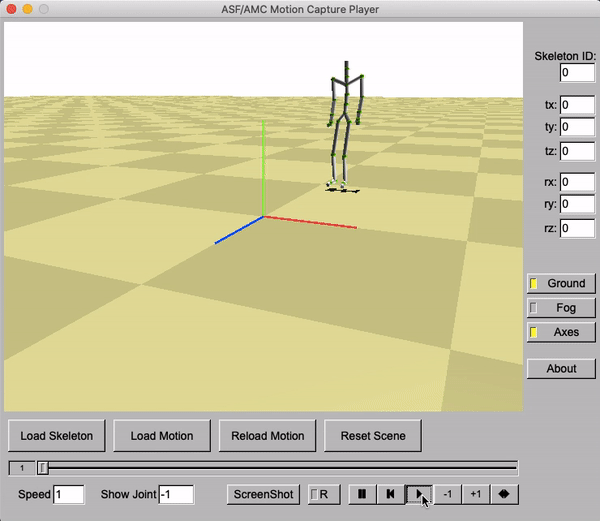 ASF/AMC Motion Capture Player
Skeleton ID:
0
tx: 0
ty: 0
tz: 0
rx: 0
ry: 0
rz: 0
Ground
Fog
Axes
About
Load Skeleton Load Motion Reload Motion Reset Scene
1
Speed 1 Show Joint -1 ScreenShot R -1 +1